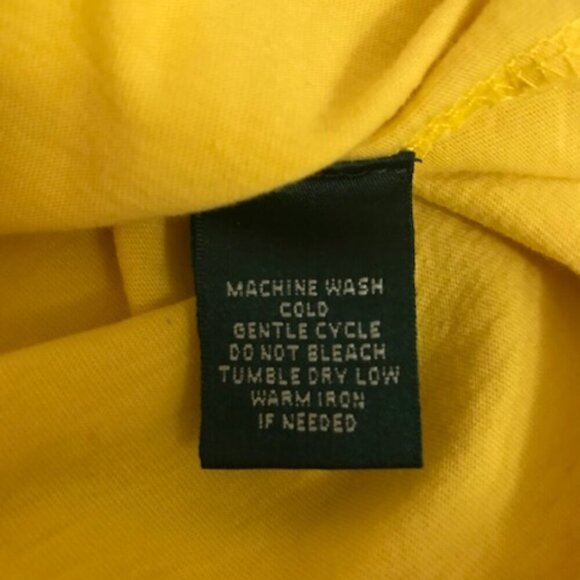 MACHINE WASH
COLD
GENTLE CYCLE
DO NOT BLEACH
TUMBLE DRY LOW
WARM IRON
IF NEEDED